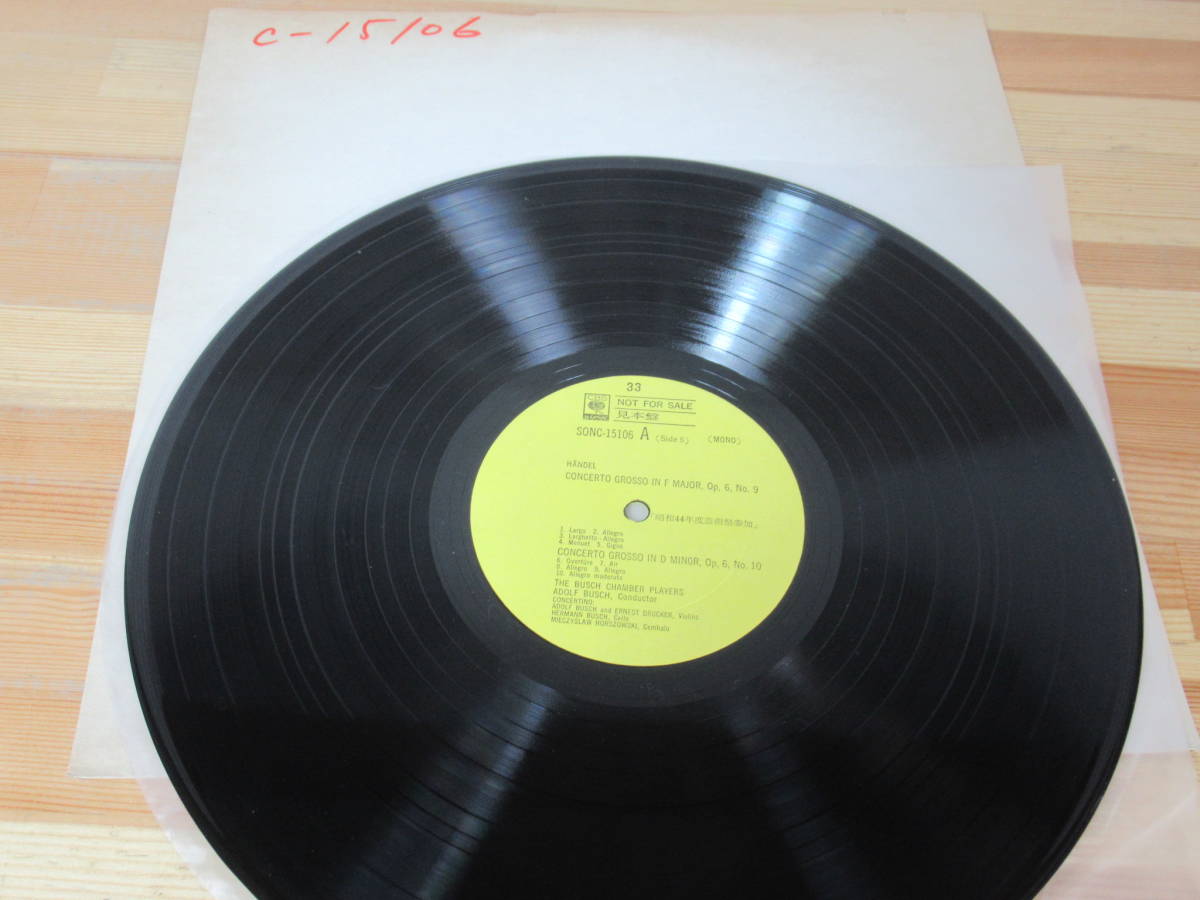 C-15106
33
CBS
NOT FOR SALE
見本盤
SONC-15106 A (Side 5) (MONO)
HÄNDEL
CONCERTO GROSSO IN F MAJOR, Op. 6, No. 9
昭和44年度芸術祭参加」
1. Largo 2. Allegro
3. Larghetto 4. Allegro
4. Menuet 5. Gigue
CONCERTO GROSSO IN D MINOR, Op. 6, No. 10
6. Overture 7. Air
8. Allegro 9. Allegro
10. Allegro moderato
THE BUSCH CHAMBER PLAYERS
ADOLF BUSCH, Conductor
CONCERTINO:
ADOLF BUSCH and ERNEST DRUCKER, Violins
HERMANN BUSCH, Cello
MIECZYSLAW HORSZOWSKI, Cembalo